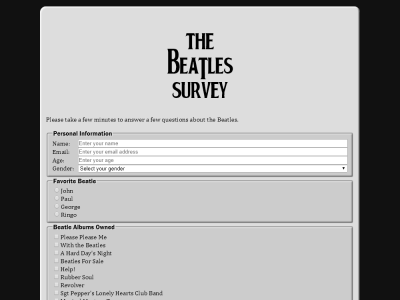 THE
BEATLES
SURVEY
Please take a few minutes to answer a few questions about the Beatles.
Personal Information
Name: Enter your name
Email: Enter your email address
Age: Enter your age
Gender: Select your gender
Favorite Beatle
John
Paul
George
Ringo
Beatle Albums Owned
Please Please Me
With the Beatles
A Hard Day's Night
Beatles For Sale
Help!
Rubber Soul
Revolver
Sgt Pepper's Lonely Hearts Club Band